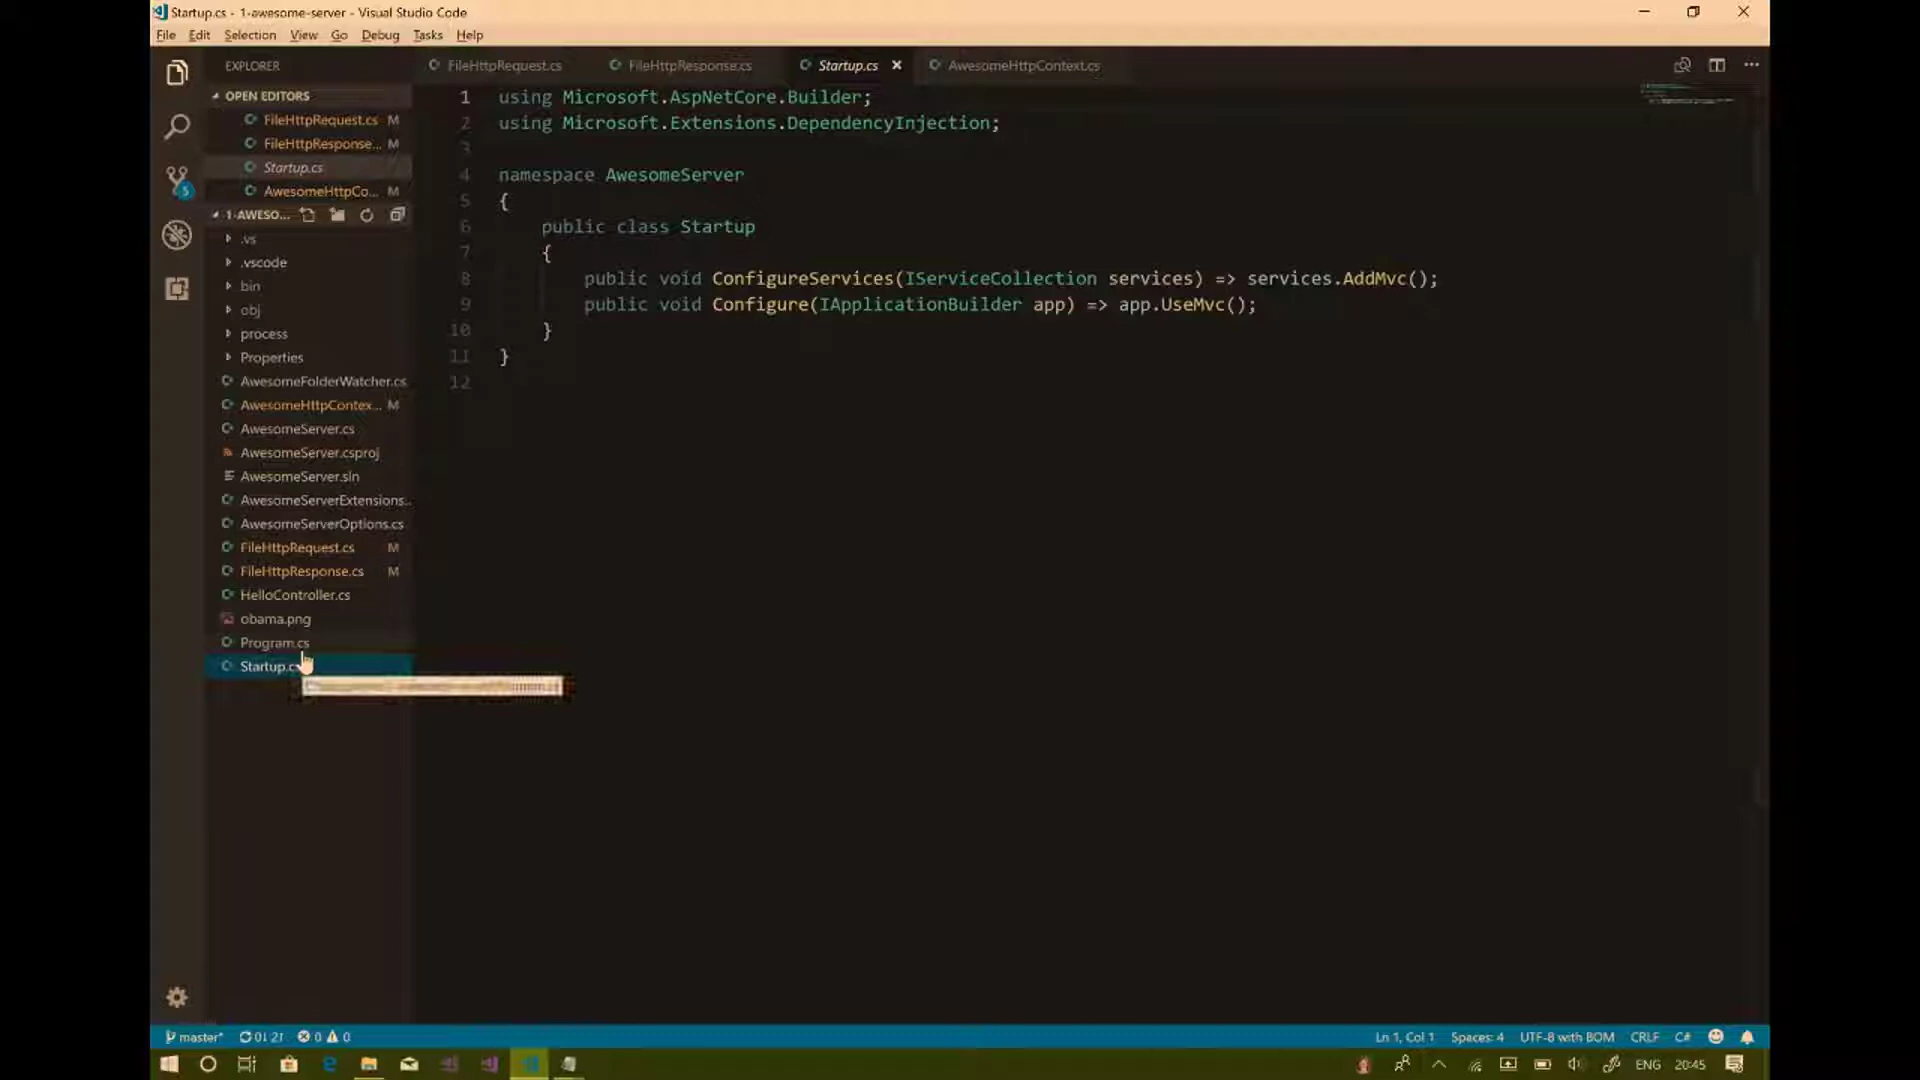 Startup.cs - 1-awesome-server - Visual Studio Code
File Edit Selection View Go Debug Tasks Help
EXPLORER
OPEN EDITORS
FileHttpRequest.cs M
FileHttpResponse... M
Startup.cs
AwesomeHttpCo... M
1-AWESO...
.vs
.vscode
bin
obj
process
Properties
AwesomeFolderWatcher.cs
AwesomeHttpContex... M
AwesomeServer.cs
AwesomeServer.csproj
AwesomeServer.sln
AwesomeServerExtensions..
AwesomeServerOptions.cs
FileHttpRequest.cs M
FileHttpResponse.cs M
HelloController.cs
obama.png
Program.cs
Startup.cs
FileHttpRequest.cs FileHttpResponse.cs Startup.cs AwesomeHttpContext.cs
1 using Microsoft.AspNetCore.Builder;
2 using Microsoft.Extensions.DependencyInjection;
3
4 namespace AwesomeServer
5 {
6 public class Startup
7 {
8 public void ConfigureServices(IServiceCollection services) => services.AddMvc();
9 public void Configure(IApplicationBuilder app) => app.UseMvc();
10 }
11 }
12
master* 0 0 Ln 1, Col 1 Spaces: 4 UTF-8 with BOM CRLF C#
ENG 20:45